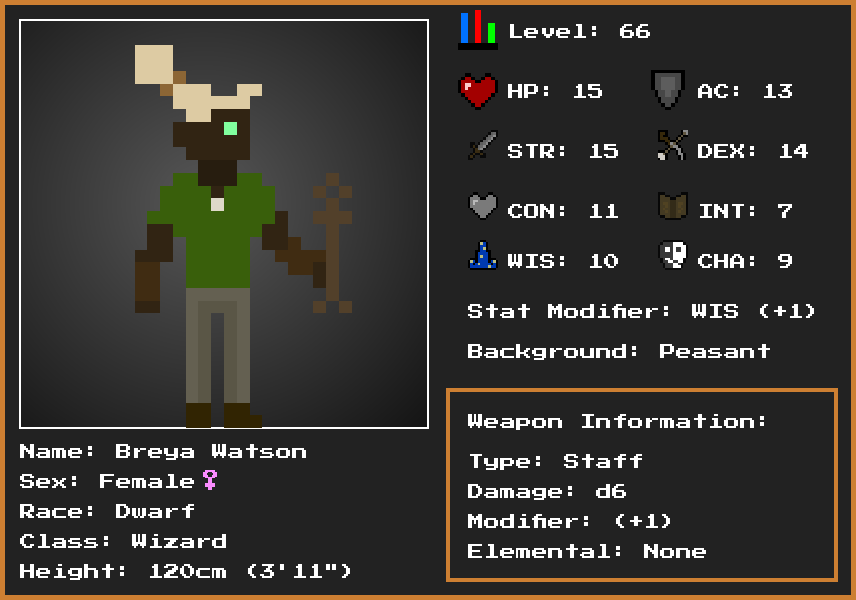 Level: 66
HP: 15
AC: 13
STR: 15
DEX: 14
CON: 11
INT: 7
WIS: 10
CHA: 9
Stat Modifier: WIS (+1)
Background: Peasant
Weapon Information:
Type: Staff
Damage: d6
Modifier: (+1)
Elemental: None
Name: Breya Watson
Sex: Female♀
Race: Dwarf
Class: Wizard
Height: 120cm (3'11")